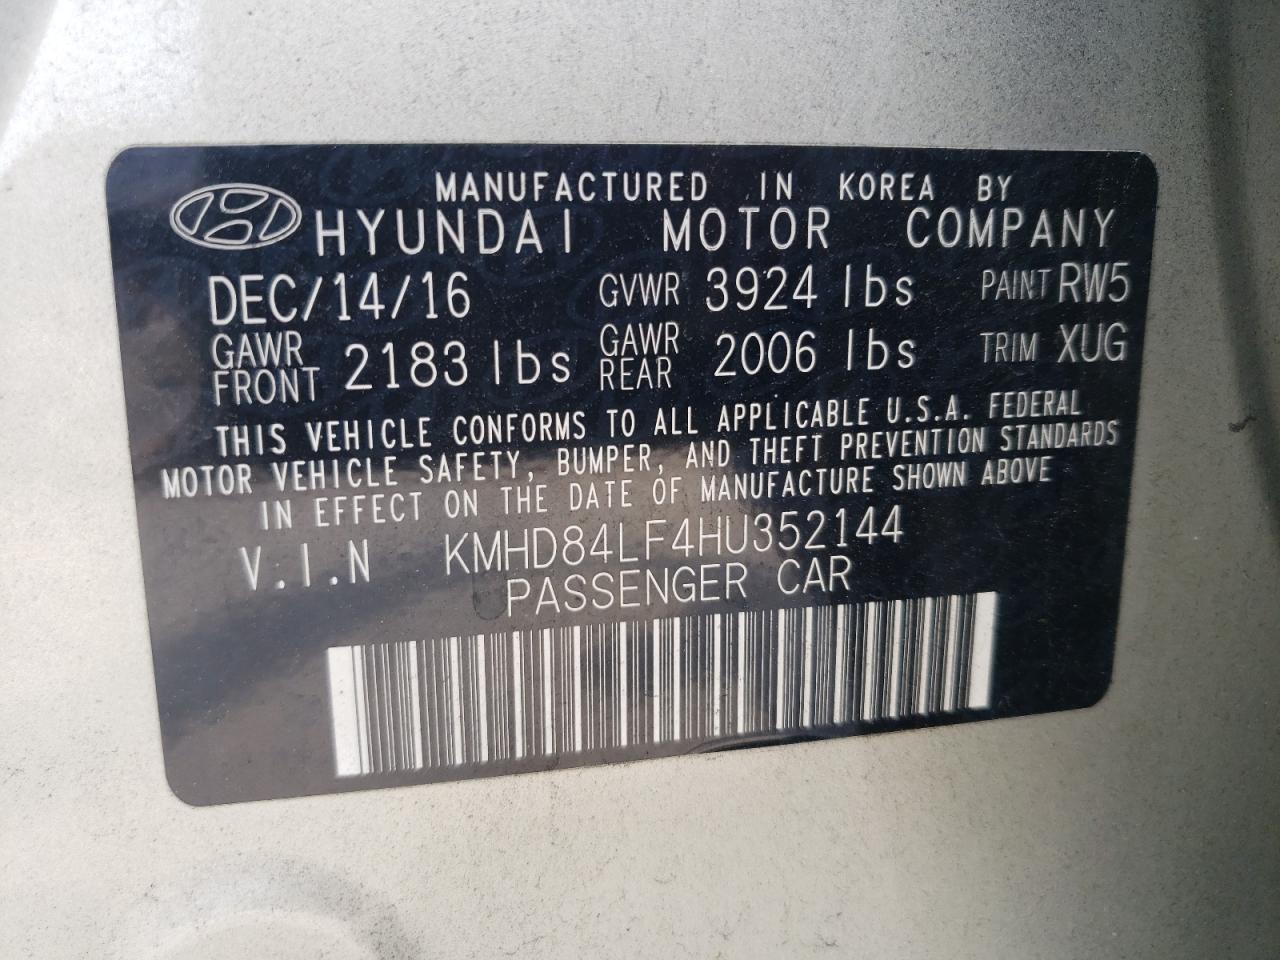 MANUFACTURED IN KOREA BY
HYUNDAI MOTOR COMPANY
DEC/14/16 GVWR 3924 lbs PAINT RW5
GAWR FRONT 2183 lbs GAWR REAR 2006 lbs TRIM XUG
THIS VEHICLE CONFORMS TO ALL APPLICABLE U.S.A. FEDERAL
MOTOR VEHICLE SAFETY, BUMPER, AND THEFT PREVENTION STANDARDS
IN EFFECT ON THE DATE OF MANUFACTURE SHOWN ABOVE
V.I.N KMHD84LF4HU352144
PASSENGER CAR